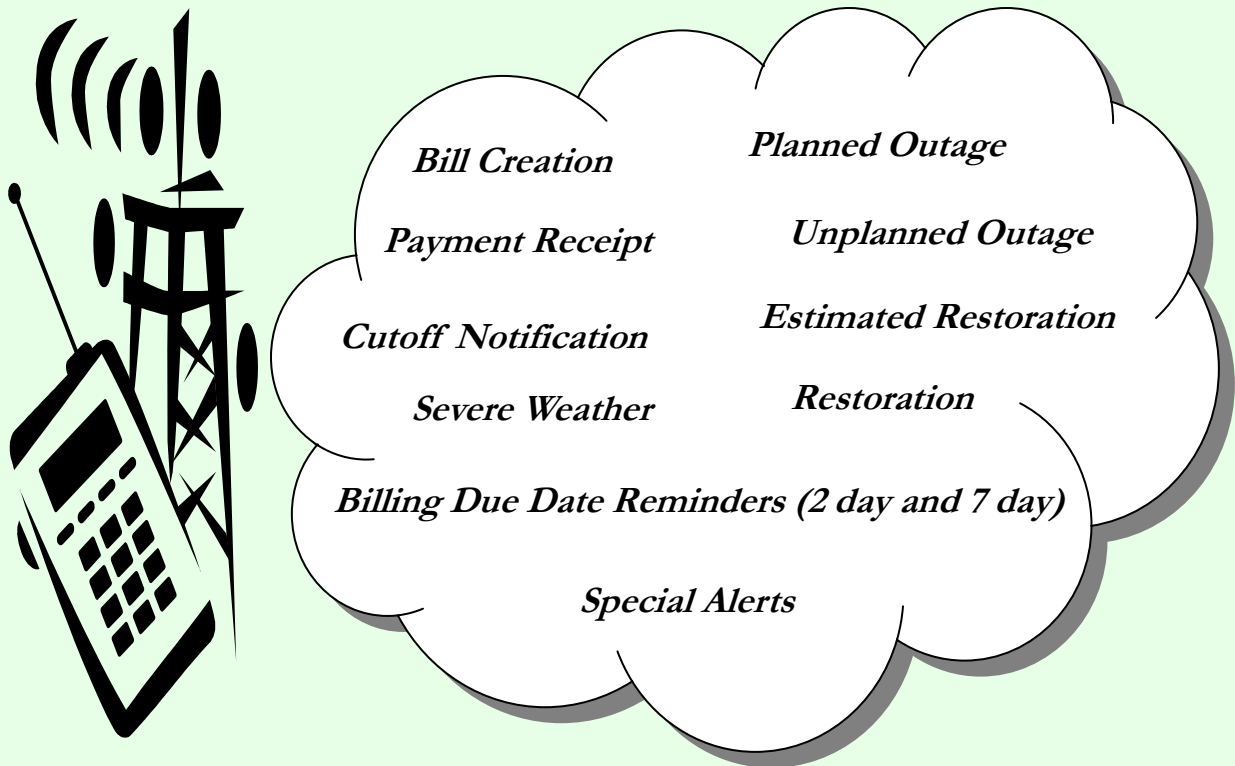 Bill Creation
Payment Receipt
Cutoff Notification
Severe Weather
Planned Outage
Unplanned Outage
Estimated Restoration
Restoration
Billing Due Date Reminders (2 day and 7 day)
Special Alerts